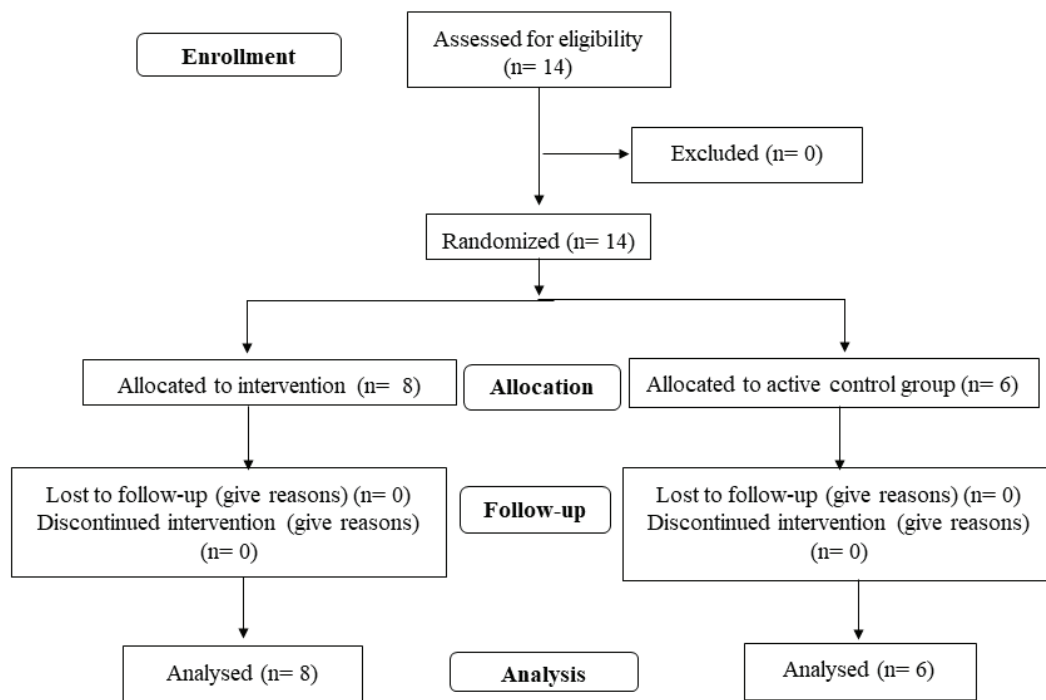 Enrollment
Assessed for eligibility
(n= 14)
Excluded (n= 0)
Randomized (n= 14)
Allocated to intervention (n= 8)
Allocation
Allocated to active control group (n= 6)
Lost to follow-up (give reasons) (n= 0)
Discontinued intervention (give reasons)
(n= 0)
Follow-up
Lost to follow-up (give reasons) (n= 0)
Discontinued intervention (give reasons)
(n= 0)
Analysed (n= 8)
Analysis
Analysed (n= 6)